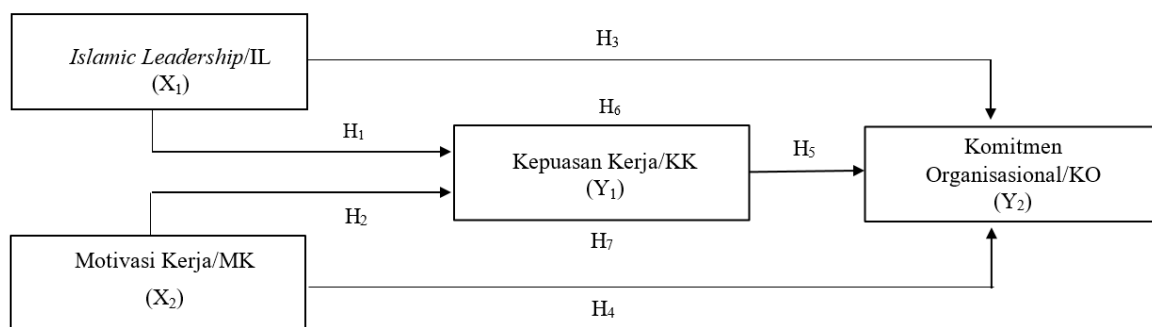 Islamic Leadership/IL
(X₁)
H₃
H₁
H₆
Kepuasan Kerja/KK
(Y₁)
H₅
Komitmen
Organisasional/KO
(Y₂)
H₂
H₇
Motivasi Kerja/MK
(X₂)
H₄